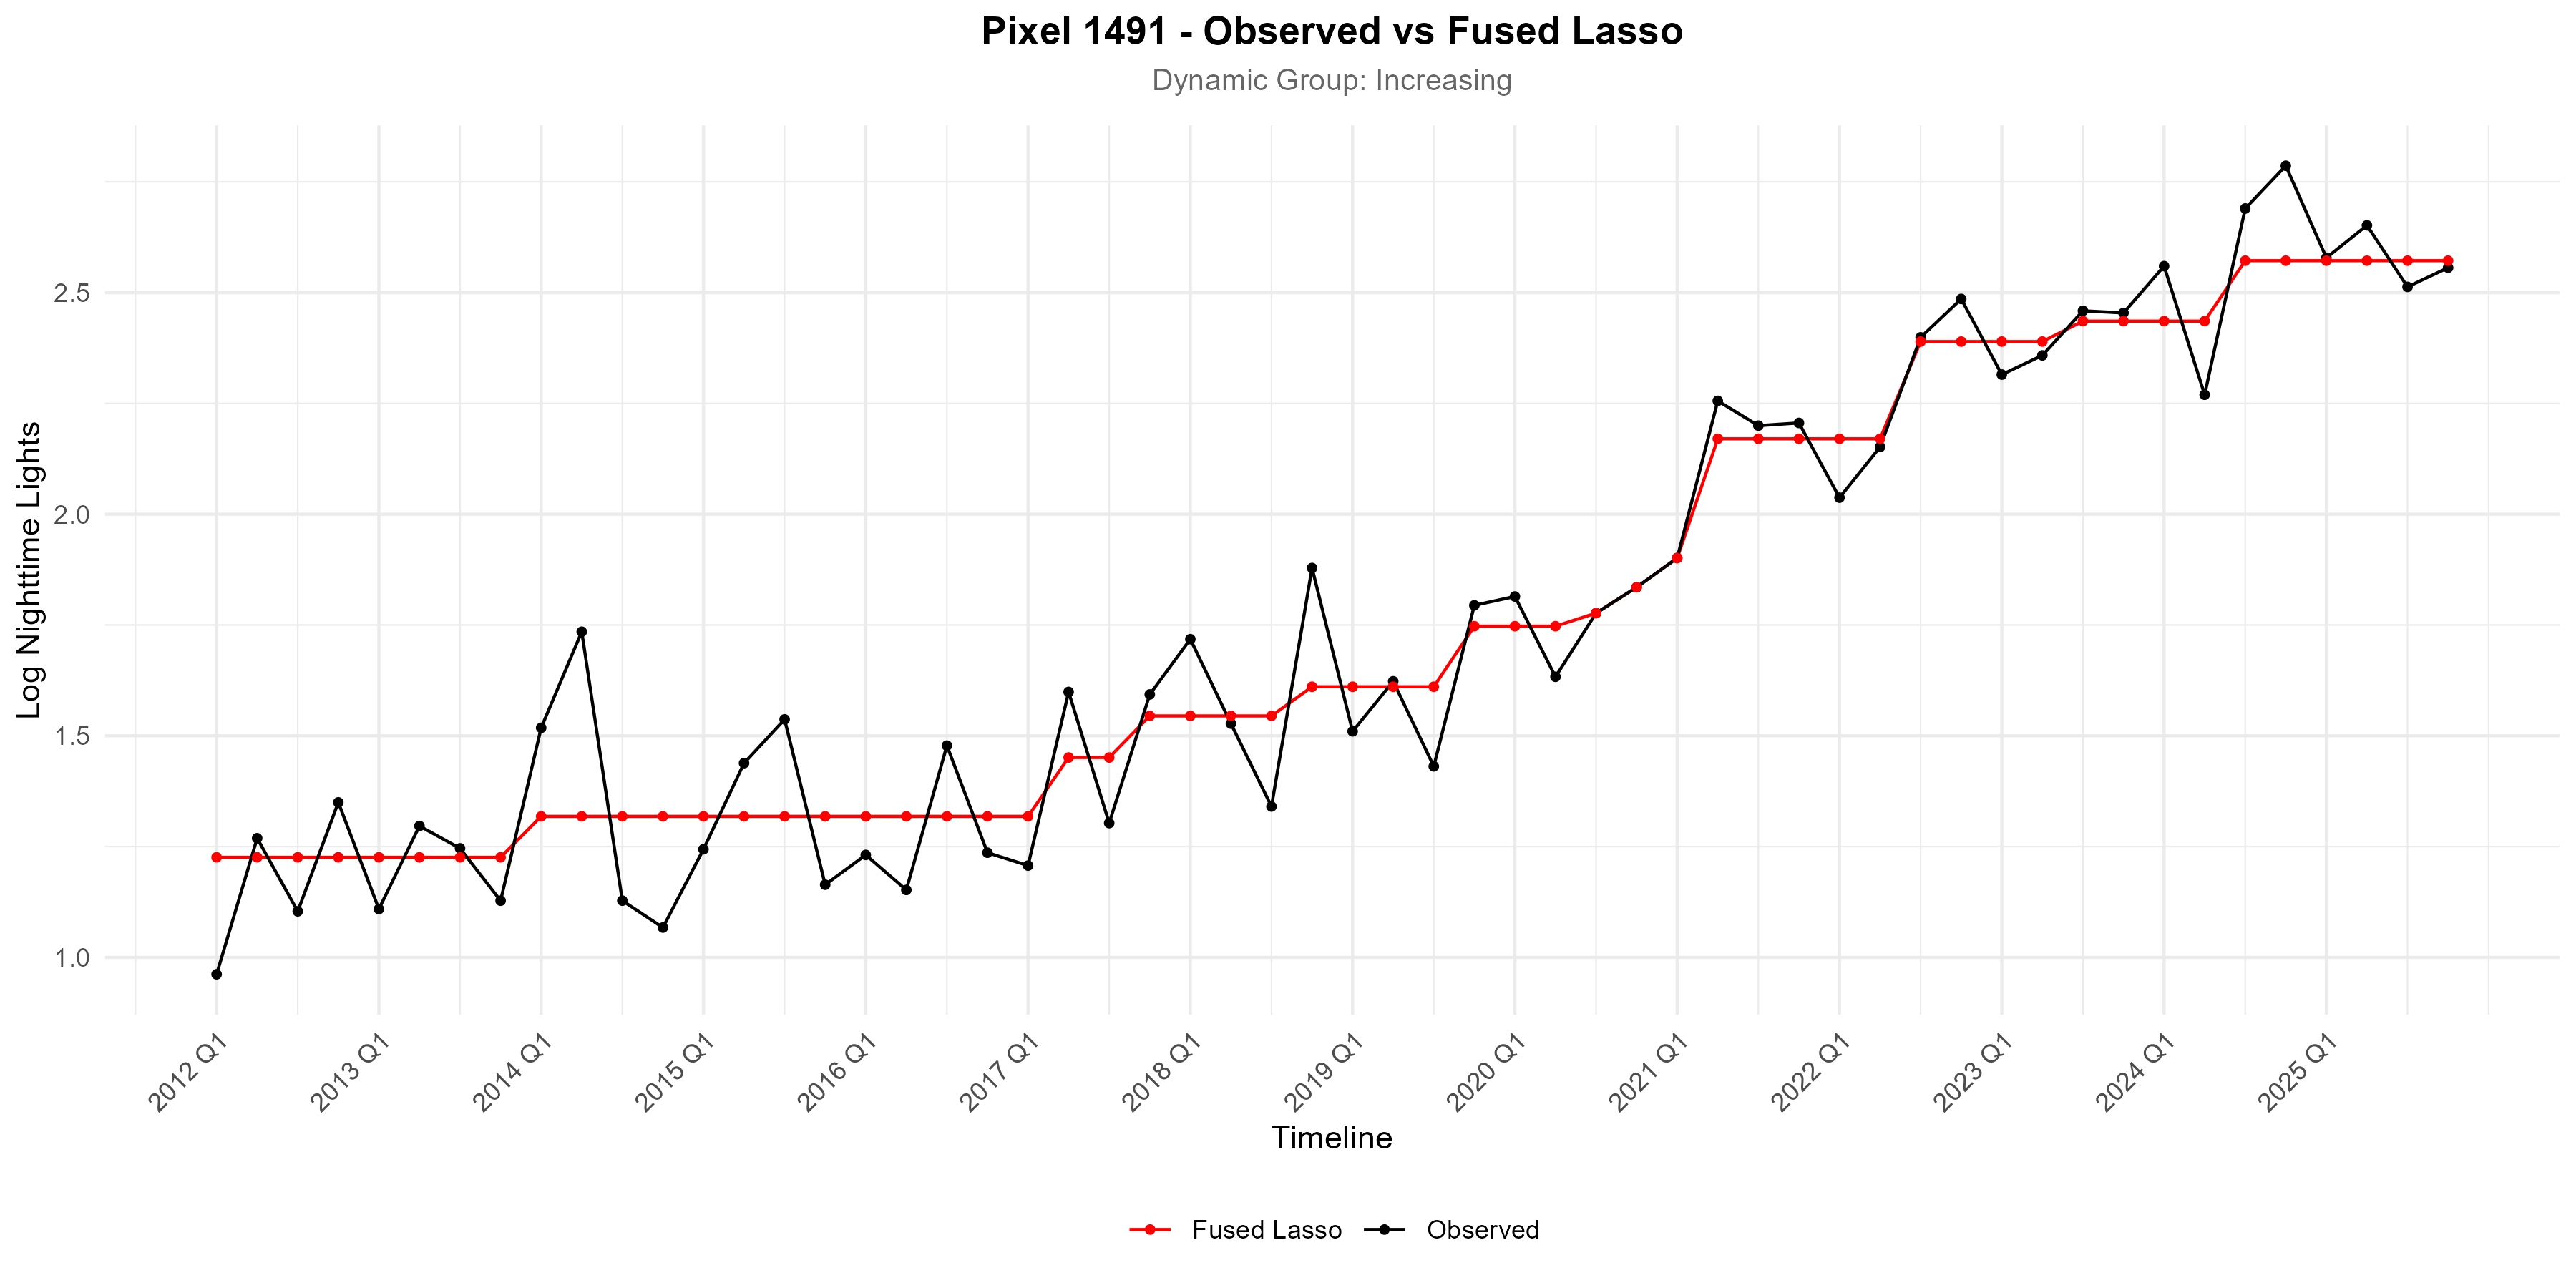 Pixel 1491 - Observed vs Fused Lasso
Dynamic Group: Increasing
Log Nighttime Lights
2.5
2.0
1.5
1.0
2012 Q1
2013 Q1
2014 Q1
2015 Q1
2016 Q1
2017 Q1
2018 Q1
2019 Q1
2020 Q1
2021 Q1
2022 Q1
2023 Q1
2024 Q1
2025 Q1
Timeline
Fused Lasso
Observed